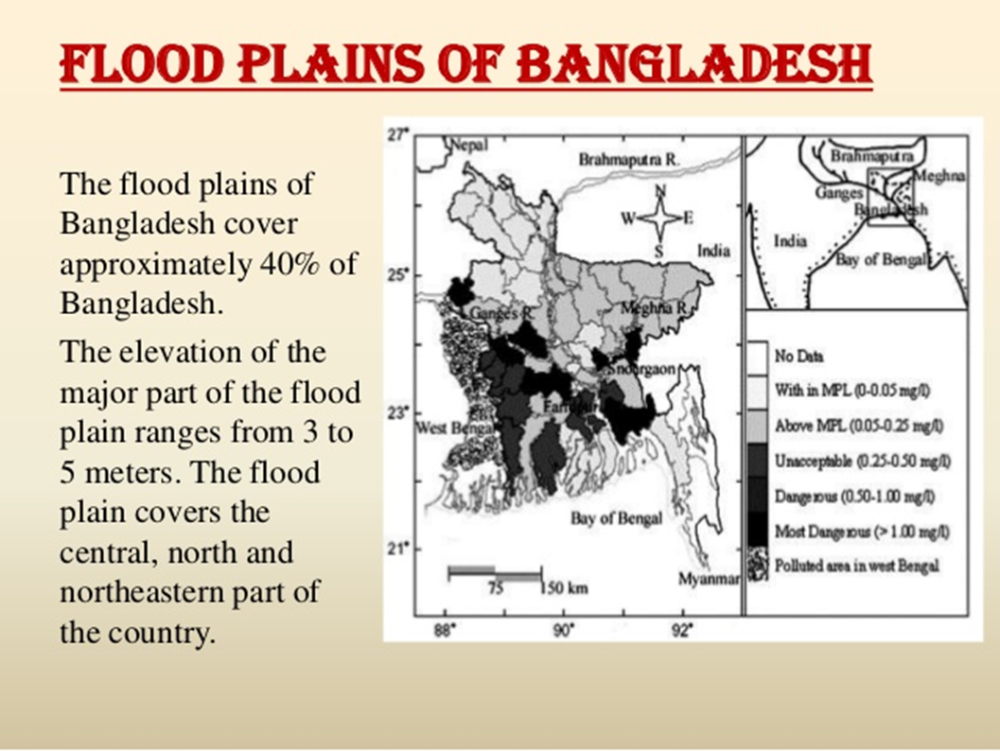 FLOOD PLAINS OF BANGLADESH
The flood plains of
Bangladesh cover
approximately 40% of
Bangladesh.
The elevation of the
major part of the flood
plain ranges from 3 to
5 meters. The flood
plain covers the
central, north and
northeastern part of
the country.
27°
Nepal
Brahmaputra R.
N
W E
S
India
25°
Ganges R.
Meghna R.
Snoargaon
23°
West Bengal
Bay of Bengal
21°
75 150 km
Myanmar
88° 90° 92°
Brahmaputra
Meghna
Ganges
Bangladesh
India
Bay of Bengal
No Data
With in MPL (0-0.05 mg/l)
Above MPL (0.05-0.25 mg/l)
Unacceptable (0.25-0.50 mg/l)
Dangerous (0.50-1.00 mg/l)
Most Dangerous (> 1.00 mg/l)
Polluted area in west Bengal